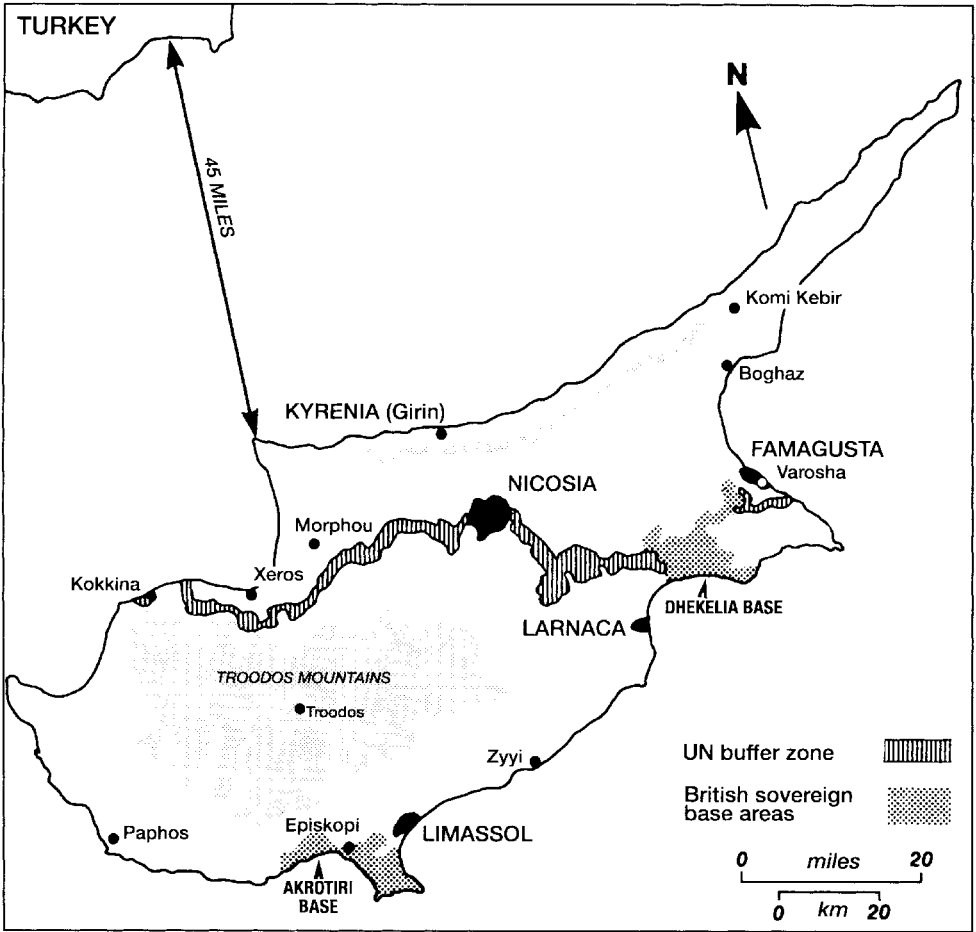 TURKEY
N
45 MILES
Komi Kebir
Boghaz
KYRENIA (Girin)
FAMAGUSTA
Varosha
NICOSIA
Morphou
Xeros
Kokkina
DHEKELIA BASE
LARNACA
TROODOS MOUNTAINS
Troodos
Zyyi
UN buffer zone
British sovereign
base areas
Episkopi
LIMASSOL
Paphos
AKROTIRI
BASE
0 miles 20
0 km 20